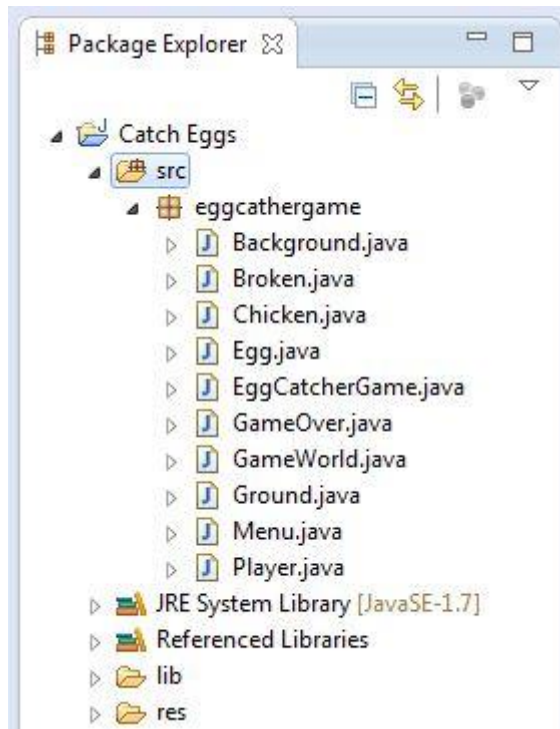 Package Explorer
Catch Eggs
src
eggcathergame
Background.java
Broken.java
Chicken.java
Egg.java
EggCatcherGame.java
GameOver.java
GameWorld.java
Ground.java
Menu.java
Player.java
JRE System Library [JavaSE-1.7]
Referenced Libraries
lib
res